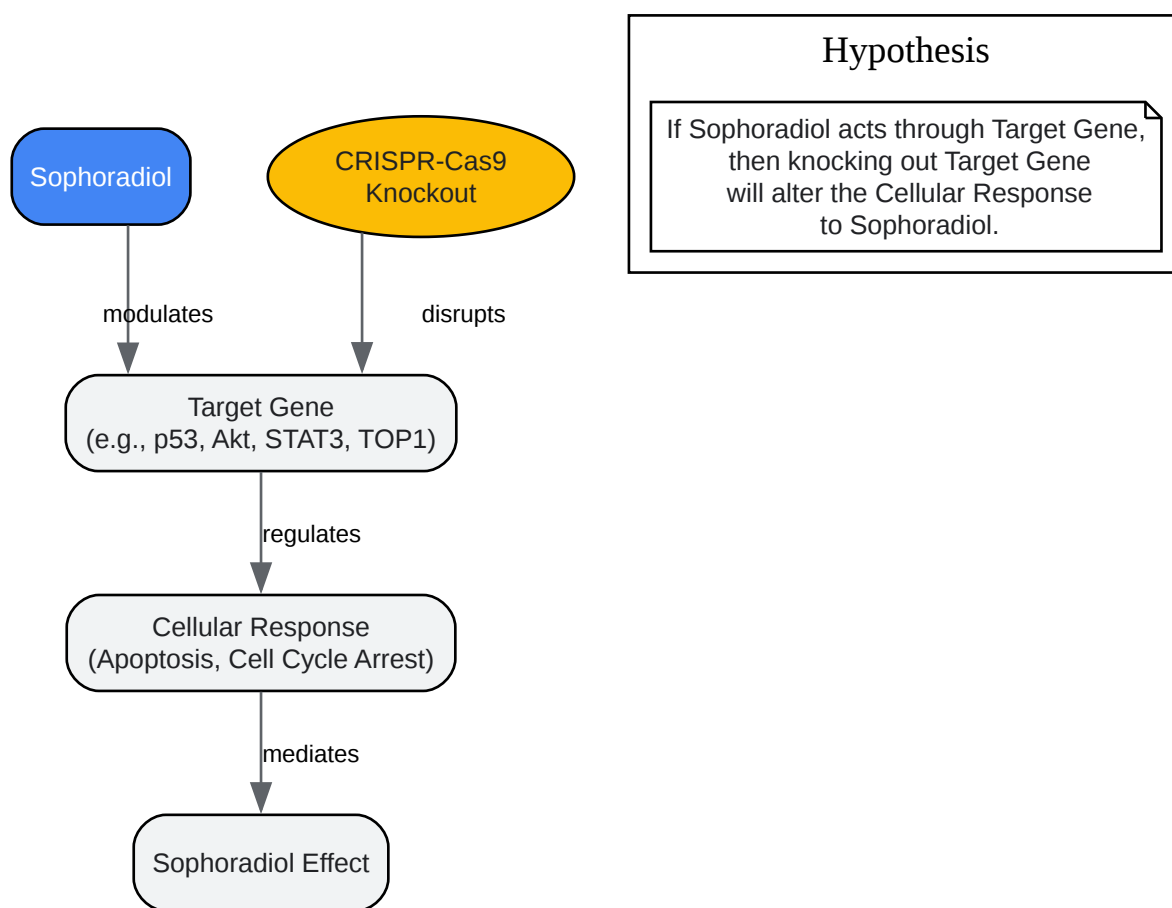 Hypothesis
If Sophoradiol acts through Target Gene,
then knocking out Target Gene
will alter the Cellular Response
to Sophoradiol.
Sophoradiol
CRISPR-Cas9
Knockout
modulates
disrupts
Target Gene
(e.g., p53, Akt, STAT3, TOP1)
regulates
Cellular Response
(Apoptosis, Cell Cycle Arrest)
mediates
Sophoradiol Effect